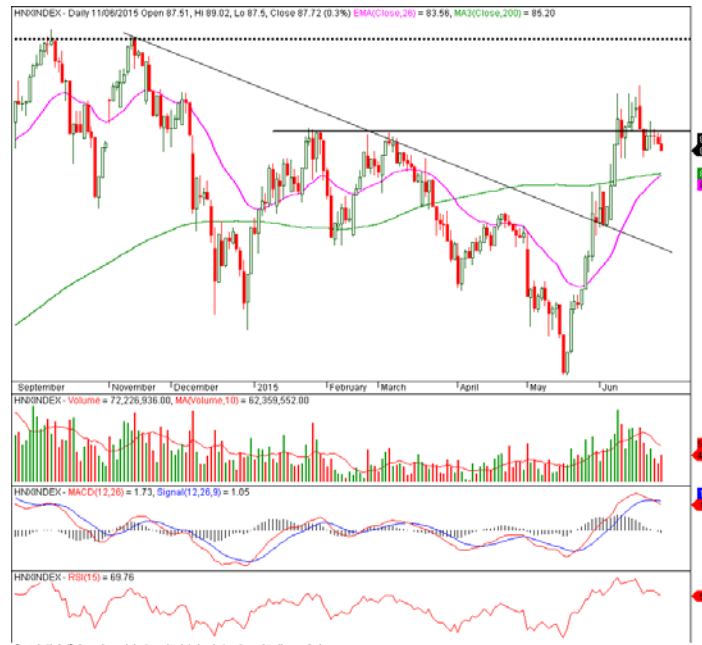 HNXINDEX - Daily 11/06/2015 Open 87.51, Hi 89.02, Lo 87.5, Close 87.72 (0.3%) EMA(Close,26) = 83.56, MA3(Close,200) = 85.20
September November December 2015 February March April May Jun
HNXINDEX - Volume = 72,226,936.00, MA(Volume,10) = 62,359,552.00
HNXINDEX - MACD(12,26) = 1.73, Signal(12,26,9) = 1.05
HNXINDEX - RSI(15) = 69.76